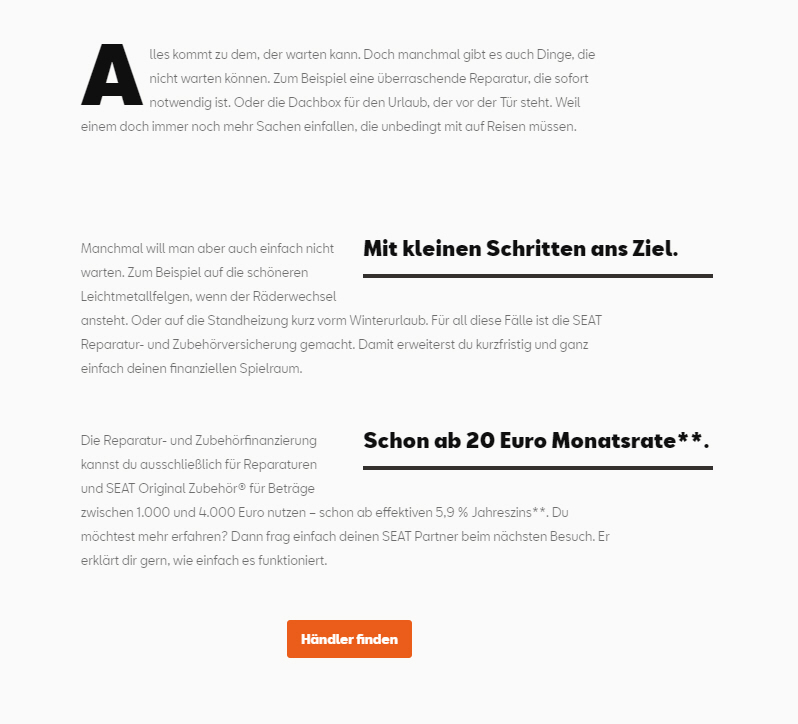 Alles kommt zu dem, der warten kann. Doch manchmal gibt es auch Dinge, die
nicht warten können. Zum Beispiel eine überraschende Reparatur, die sofort
notwendig ist. Oder die Dachbox für den Urlaub, der vor der Tür steht. Weil
einem doch immer noch mehr Sachen einfallen, die unbedingt mit auf Reisen müssen.
Mit kleinen Schritten ans Ziel.
Manchmal will man aber auch einfach nicht
warten. Zum Beispiel auf die schöneren
Leichtmetallfelgen, wenn der Räderwechsel
ansteht. Oder auf die Standheizung kurz vorm Winterurlaub. Für all diese Fälle ist die SEAT
Reparatur- und Zubehörversicherung gemacht. Damit erweiterst du kurzfristig und ganz
einfach deinen finanziellen Spielraum.
Schon ab 20 Euro Monatsrate**.
Die Reparatur- und Zubehörfinanzierung
kannst du ausschließlich für Reparaturen
und SEAT Original Zubehör® für Beträge
zwischen 1.000 und 4.000 Euro nutzen – schon ab effektiven 5,9 % Jahreszins**. Du
möchtest mehr erfahren? Dann frag einfach deinen SEAT Partner beim nächsten Besuch. Er
erklärt dir gern, wie einfach es funktioniert.
Händler finden